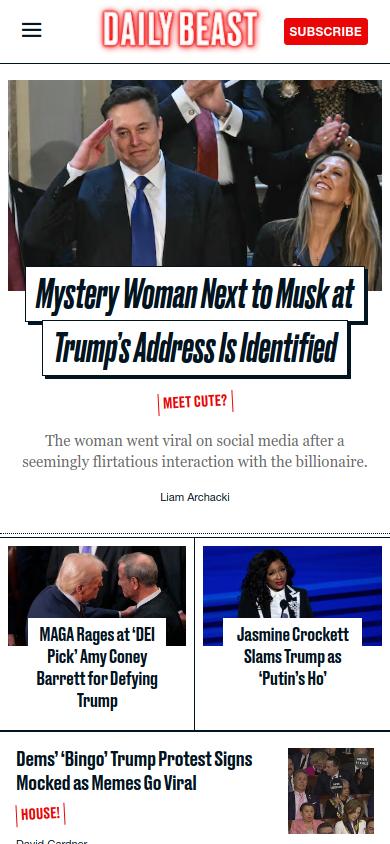 DAILY BEAST
SUBSCRIBE
Mystery Woman Next to Musk at
Trump's Address Is Identified
MEET CUTE?
The woman went viral on social media after a
seemingly flirtatious interaction with the billionaire.
Liam Archacki
MAGA Rages at ‘DEI
Pick’ Amy Coney
Barrett for Defying
Trump
Jasmine Crockett
Slams Trump as
‘Putin’s Ho’
Dems’ ‘Bingo’ Trump Protest Signs
Mocked as Memes Go Viral
HOUSE!
David Gardner